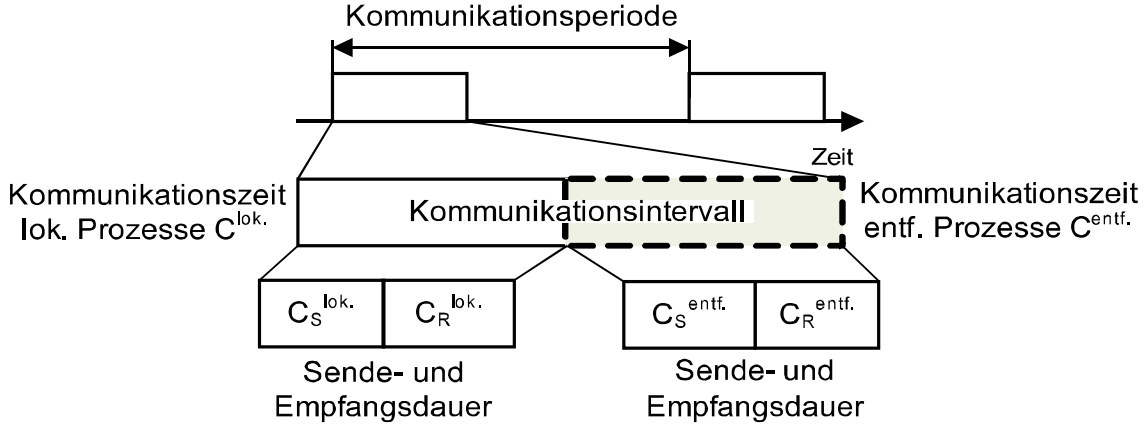 Kommunikationsperiode
Zeit
Kommunikationszeit
lok. Prozesse C^lok.
Kommunikationsintervall
Kommunikationszeit
entf. Prozesse C^entf.
C_S^lok.
C_R^lok.
C_S^entf.
C_R^entf.
Sende- und
Empfangsdauer
Sende- und
Empfangsdauer